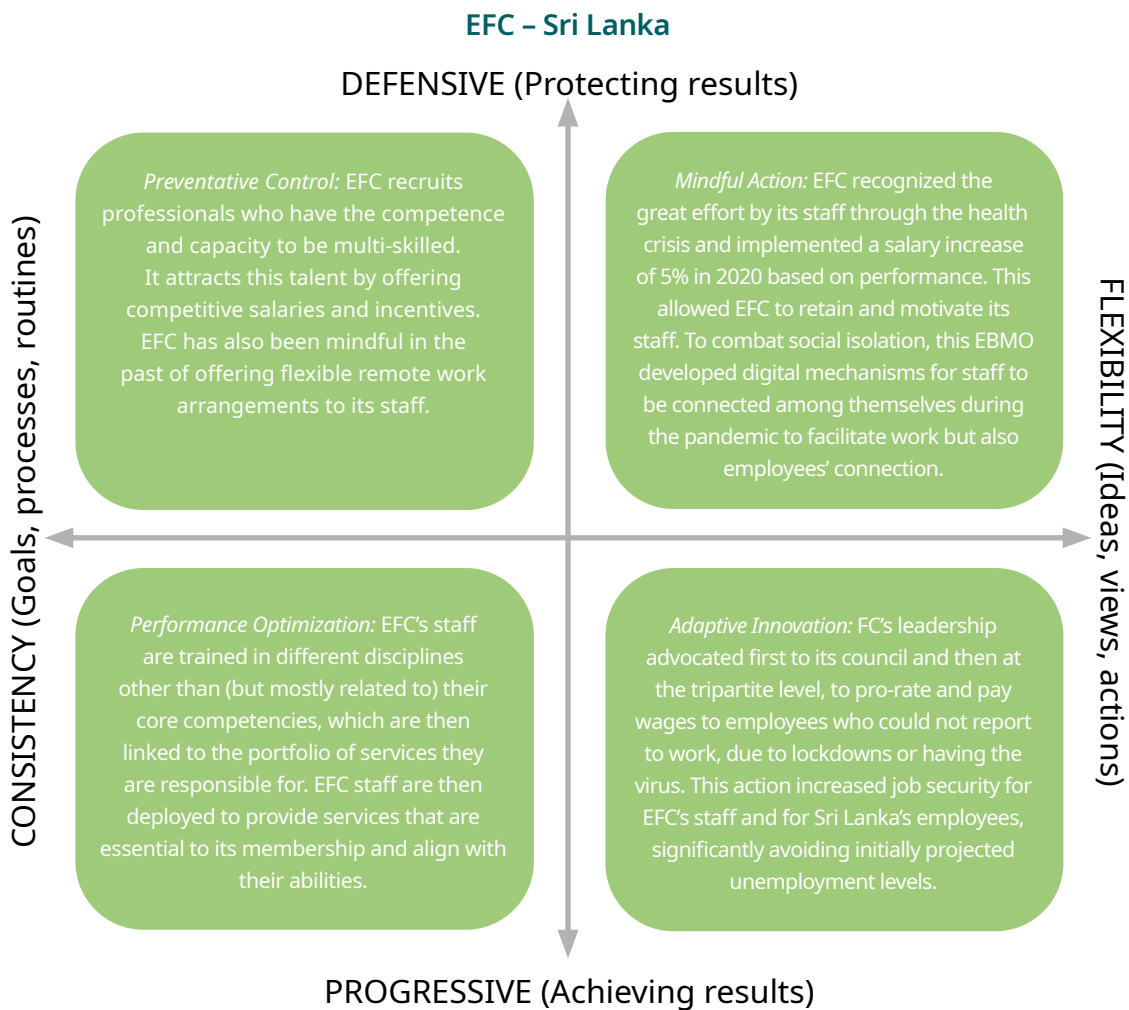 EFC – Sri Lanka
DEFENSIVE (Protecting results)
CONSISTENCY (Goals, processes, routines)
Preventative Control: EFC recruits
professionals who have the competence
and capacity to be multi-skilled.
It attracts this talent by offering
competitive salaries and incentives.
EFC has also been mindful in the
past of offering flexible remote work
arrangements to its staff.
Mindful Action: EFC recognized the
great effort by its staff through the health
crisis and implemented a salary increase
of 5% in 2020 based on performance. This
allowed EFC to retain and motivate its
staff. To combat social isolation, this EBMO
developed digital mechanisms for staff to
be connected among themselves during
the pandemic to facilitate work but also
employees’ connection.
FLEXIBILITY (Ideas, views, actions)
Performance Optimization: EFC’s staff
are trained in different disciplines
other than (but mostly related to) their
core competencies, which are then
linked to the portfolio of services they
are responsible for. EFC staff are then
deployed to provide services that are
essential to its membership and align with
their abilities.
Adaptive Innovation: FC’s leadership
advocated first to its council and then at
the tripartite level, to pro-rate and pay
wages to employees who could not report
to work, due to lockdowns or having the
virus. This action increased job security for
EFC’s staff and for Sri Lanka’s employees,
significantly avoiding initially projected
unemployment levels.
PROGRESSIVE (Achieving results)